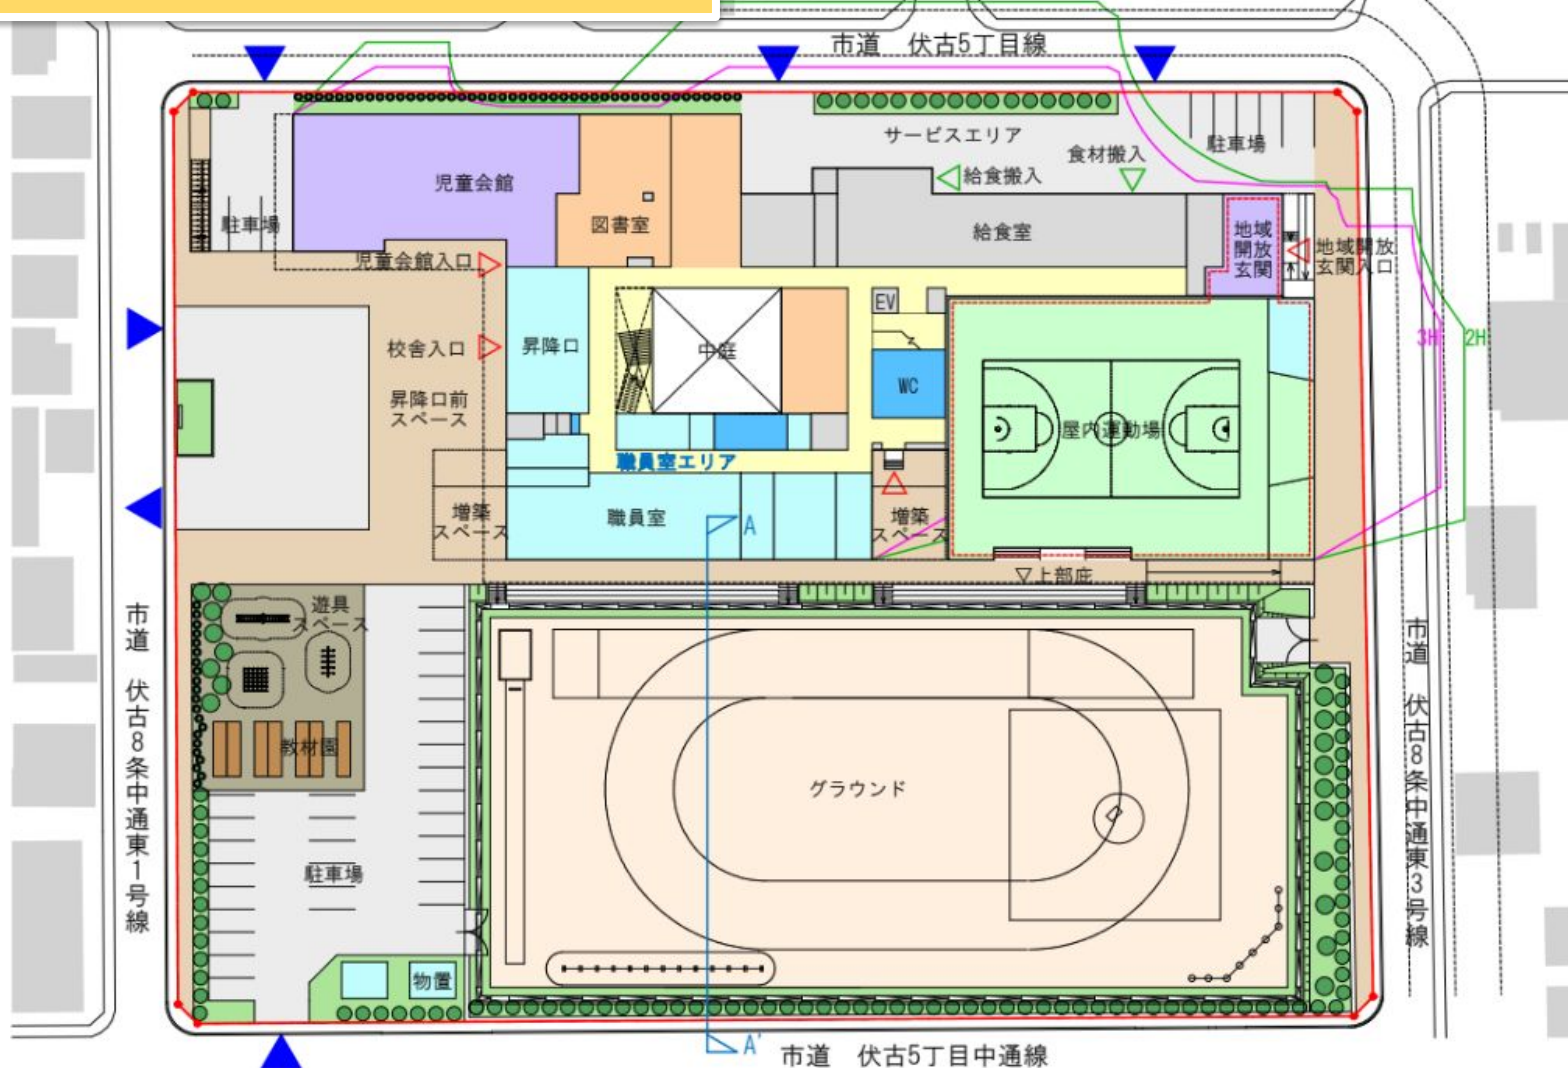 市道　伏古5丁目線
サービスエリア
駐車場
食材搬入
給食搬入
児童会館
図書室
駐車場
給食室
地域
開放
玄関
地域開放
玄関入口
児童会館入口
EV
校舎入口
昇降口
中庭
3H
2H
WC
昇降口前
スペース
屋内運動場
職員室エリア
増築
スペース
職員室
A
増築
スペース
▽上部庇
遊具
スペース
市道　伏古8条中通東1号線
市道　伏古8条中通東3号線
教材園
グラウンド
駐車場
物置
A'
市道　伏古5丁目中通線